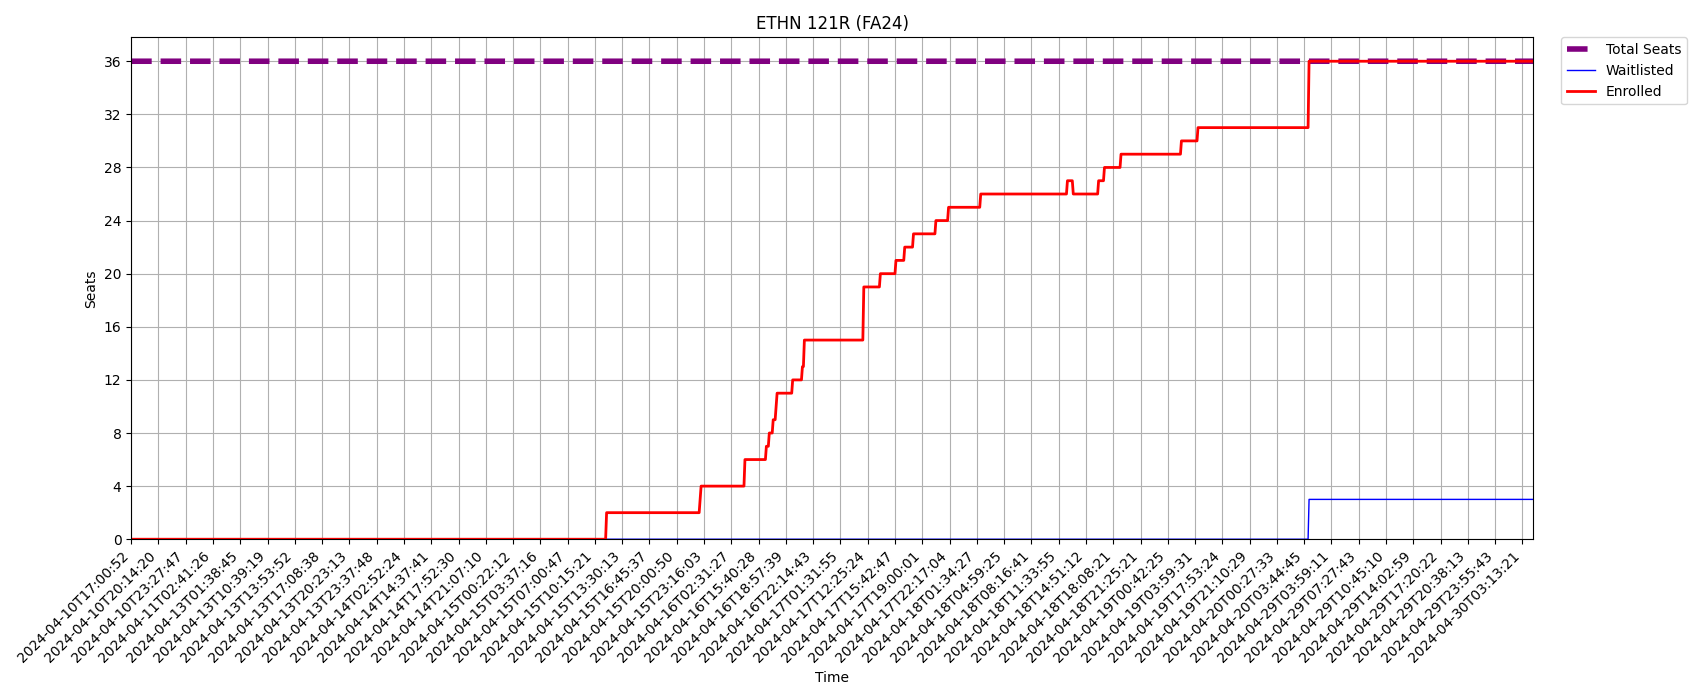 ETHN 121R (FA24)
Total Seats
Waitlisted
Enrolled
36
32
28
24
20
16
12
8
4
0
Seats
2024-04-10T17:00:52
2024-04-10T20:14:20
2024-04-10T23:27:47
2024-04-11T02:41:26
2024-04-13T01:38:45
2024-04-13T10:39:19
2024-04-13T13:53:52
2024-04-13T17:08:38
2024-04-13T20:23:13
2024-04-13T23:37:48
2024-04-14T02:52:24
2024-04-14T14:37:41
2024-04-14T17:52:30
2024-04-14T21:07:10
2024-04-15T00:22:12
2024-04-15T03:37:16
2024-04-15T07:00:47
2024-04-15T10:15:21
2024-04-15T13:30:13
2024-04-15T16:45:37
2024-04-15T20:00:50
2024-04-15T23:16:03
2024-04-16T02:31:27
2024-04-16T15:40:28
2024-04-16T18:57:39
2024-04-16T22:14:43
2024-04-17T01:31:55
2024-04-17T12:25:24
2024-04-17T15:42:47
2024-04-17T19:00:01
2024-04-17T22:17:04
2024-04-18T01:34:27
2024-04-18T04:59:25
2024-04-18T08:16:41
2024-04-18T11:33:55
2024-04-18T14:51:12
2024-04-18T18:08:21
2024-04-18T21:25:21
2024-04-19T00:42:25
2024-04-19T03:59:31
2024-04-19T17:53:24
2024-04-19T21:10:29
2024-04-20T00:27:33
2024-04-20T03:44:45
2024-04-29T03:59:11
2024-04-29T07:27:43
2024-04-29T10:45:10
2024-04-29T14:02:59
2024-04-29T17:20:22
2024-04-29T20:38:13
2024-04-29T23:55:43
2024-04-30T03:13:21
Time